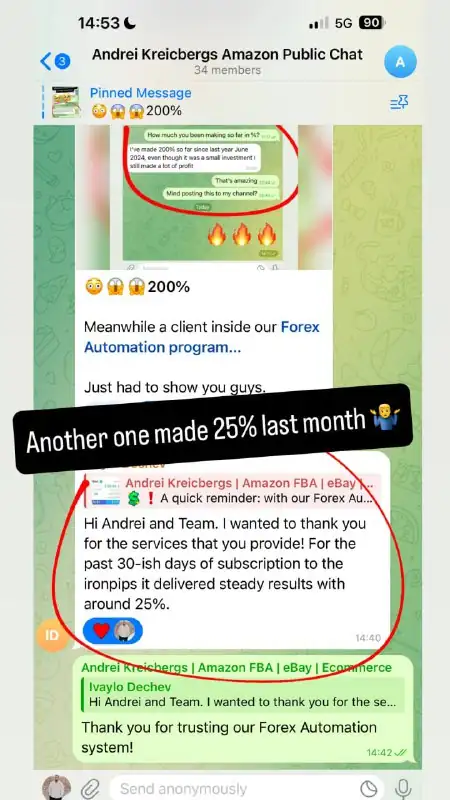 14:53
5G 90
3
Andrei Kreicbergs Amazon Public Chat
34 members
A
Pinned Message
😳😱😱200%
How much you been making so far in %?
I've made 200% so far since last year June
2024, even though it was a small investment i
still made a lot of profit
That's amazing
Mind posting this to my channel?
Today
🔥🔥🔥
😳😱😱200%
Meanwhile a client inside our Forex
Automation program...
Just had to show you guys.
Another one made 25% last month 🤷‍♂️
Dechev
Andrei Kreicbergs | Amazon FBA | eBay |...
💲❗ A quick reminder: with our Forex Au...
Hi Andrei and Team. I wanted to thank you
for the services that you provide! For the
past 30-ish days of subscription to the
ironpips it delivered steady results with
around 25%.
❤️
ID
14:40
Andrei Kreicbergs | Amazon FBA | eBay | Ecommerce
Ivaylo Dechev
Hi Andrei and Team. I wanted to thank you for the se...
Thank you for trusting our Forex Automation
system!
14:42
Send anonymously